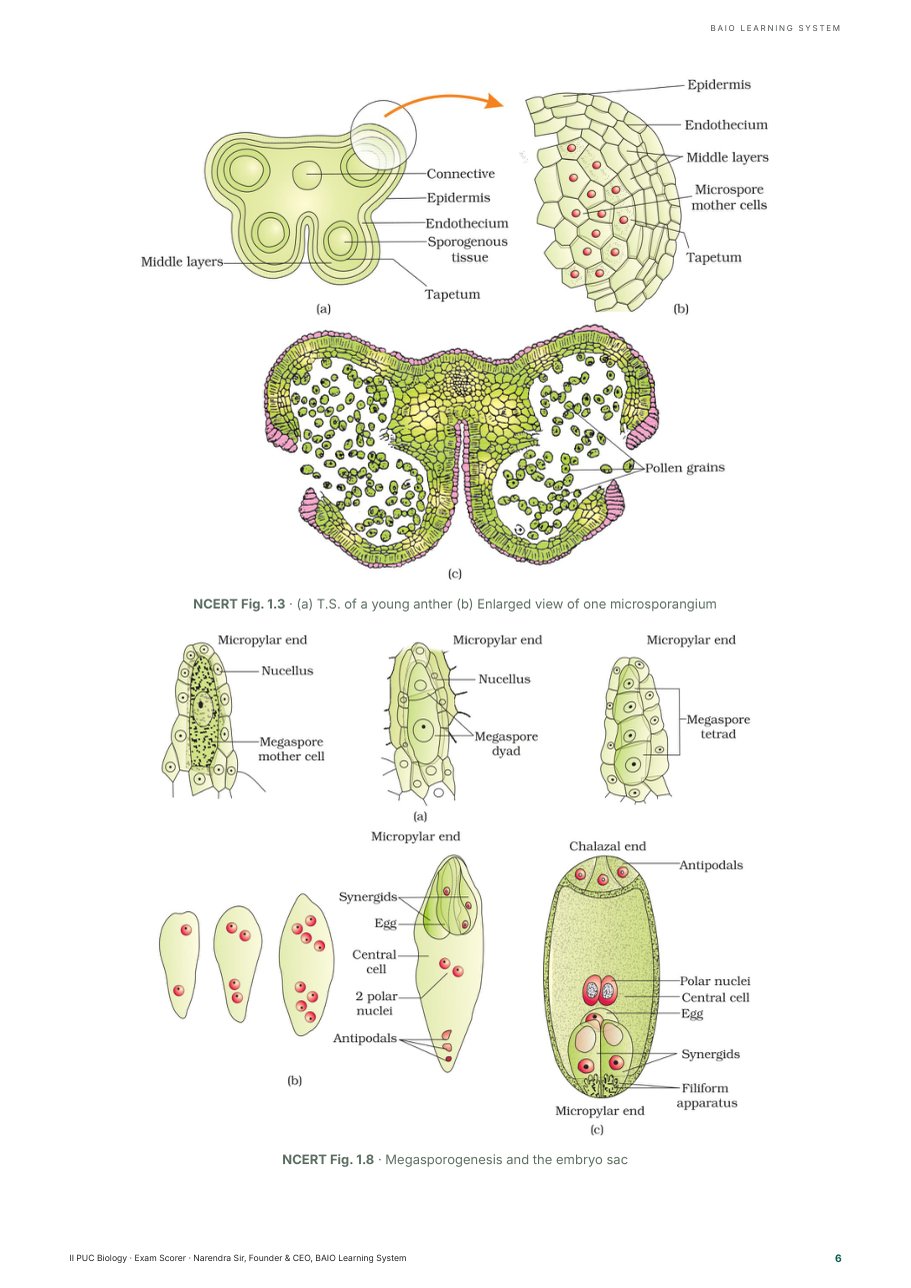 BAIO LEARNING SYSTEM
Epidermis
Endothecium
Middle layers
Microspore
mother cells
Tapetum
(b)
Connective
Epidermis
Endothecium
Sporogenous
tissue
Middle layers
Tapetum
(a)
Pollen grains
(c)
NCERT Fig. 1.3 · (a) T.S. of a young anther (b) Enlarged view of one microsporangium
Micropylar end
Nucellus
Megaspore
mother cell
Micropylar end
Nucellus
Megaspore
dyad
Micropylar end
Megaspore
tetrad
(a)
Micropylar end
Synergids
Egg
Central
cell
2 polar
nuclei
Antipodals
(b)
Chalazal end
Antipodals
Polar nuclei
Central cell
Egg
Synergids
Filiform
apparatus
Micropylar end
(c)
NCERT Fig. 1.8 · Megasporogenesis and the embryo sac
II PUC Biology · Exam Scorer · Narendra Sir, Founder & CEO, BAIO Learning System
6